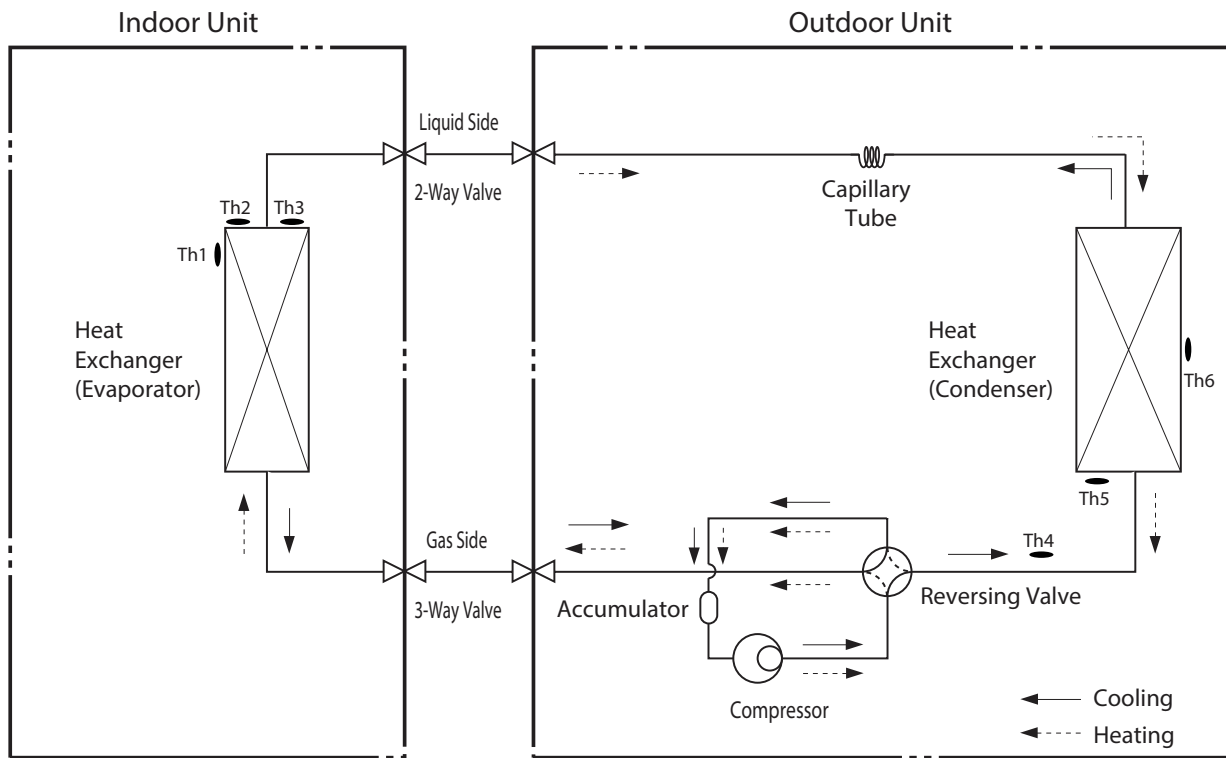 Indoor Unit
Outdoor Unit
Liquid Side
2-Way Valve
Capillary
Tube
Th2
Th3
Th1
Heat
Exchanger
(Evaporator)
Heat
Exchanger
(Condenser)
Th6
Th5
Th4
Gas Side
3-Way Valve
Accumulator
Reversing Valve
Compressor
Cooling
Heating